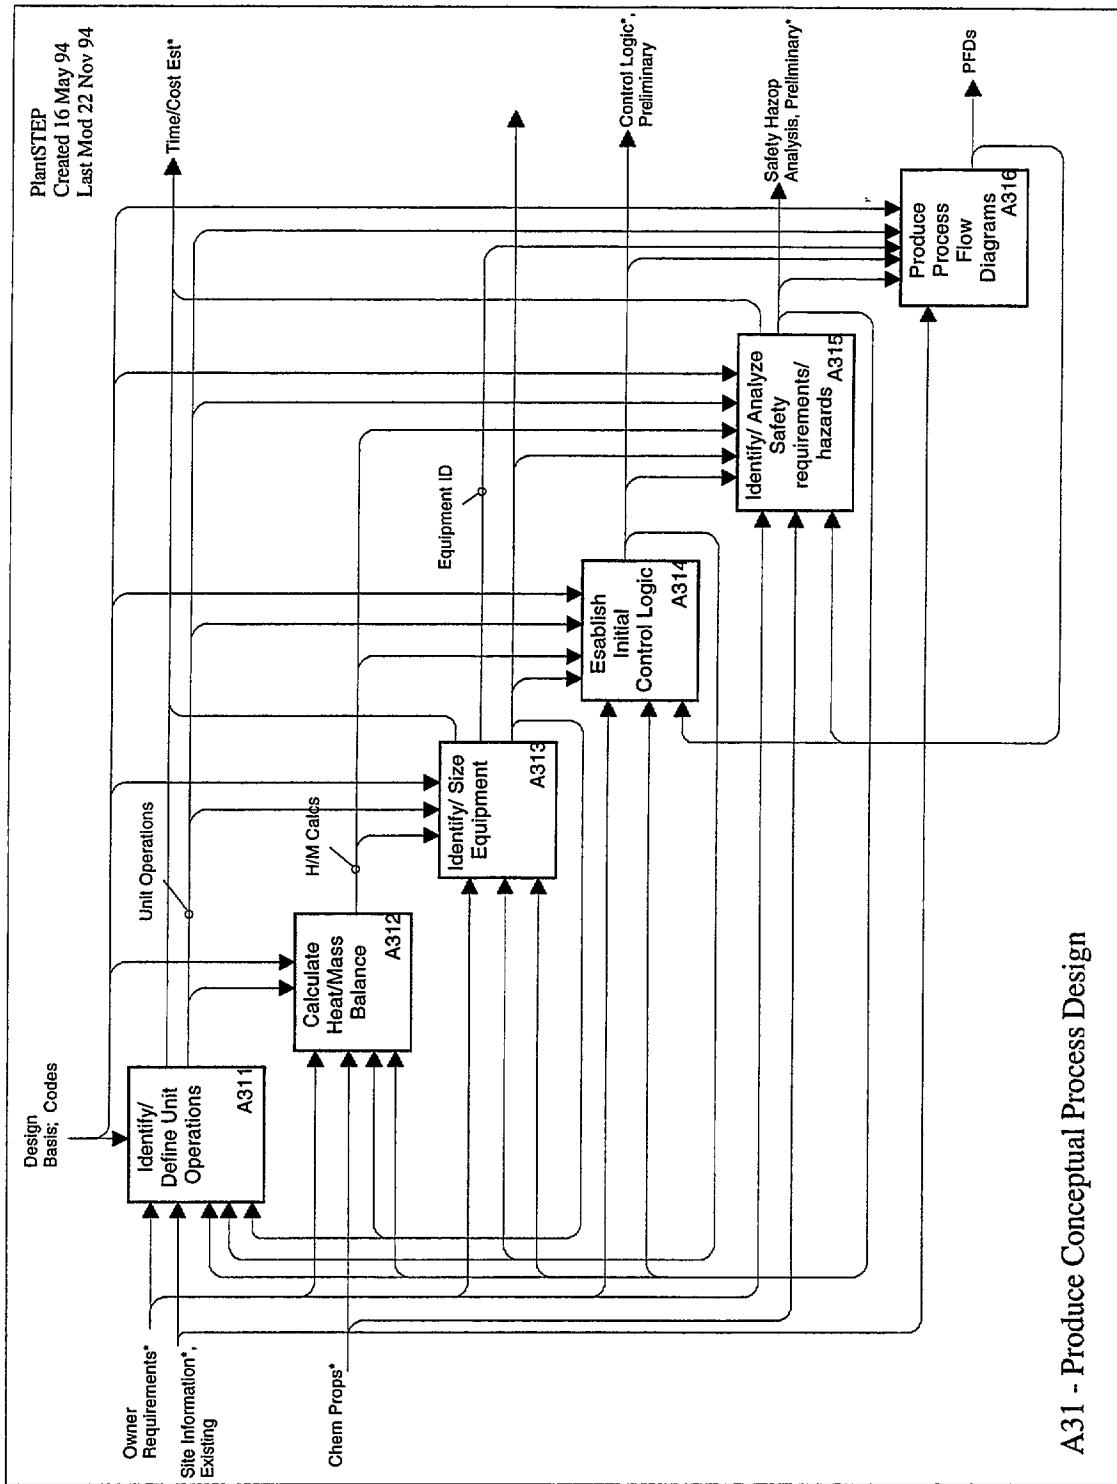 PlantSTEP
Created 16 May 94
Last Mod 22 Nov 94
Design
Basis; Codes
Owner
Requirements*
Site Information*,
Existing
Chem Props*
Identify/
Define Unit
Operations
A311
Unit Operations
Calculate
Heat/Mass
Balance
A312
H/M Calcs
Identify/ Size
Equipment
A313
Equipment ID
Esablish
Initial
Control Logic
A314
Identify/ Analyze
Safety
requirements/
hazards
A315
Produce
Process
Flow
Diagrams
A316
Time/Cost Est*
Control Logic*,
Preliminary
Safety Hazop
Analysis, Preliminary*
PFDs
A31 - Produce Conceptual Process Design